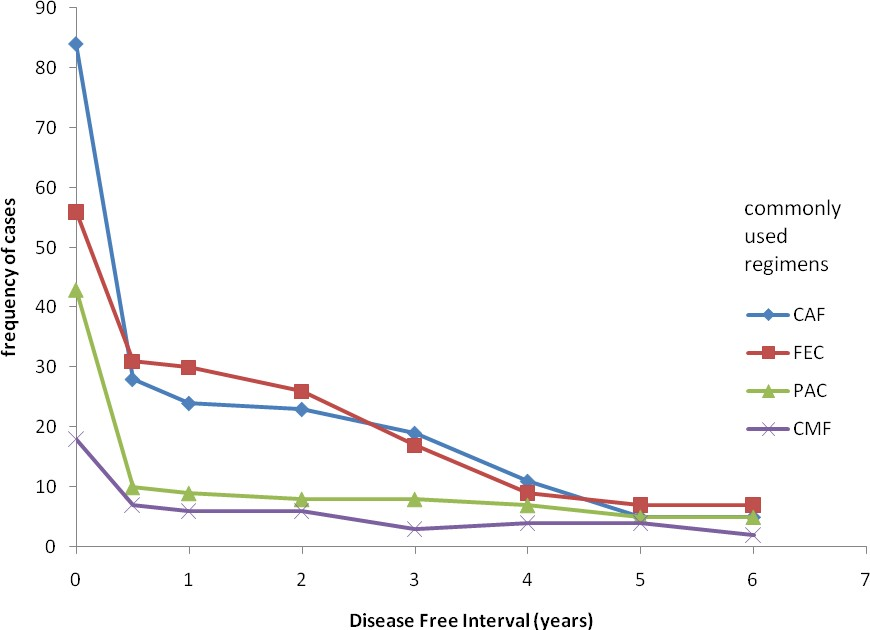 90
80
70
60
50
40
30
20
10
0
frequency of cases
0 1 2 3 4 5 6 7
Disease Free Interval (years)
commonly
used
regimens
CAF
FEC
PAC
CMF